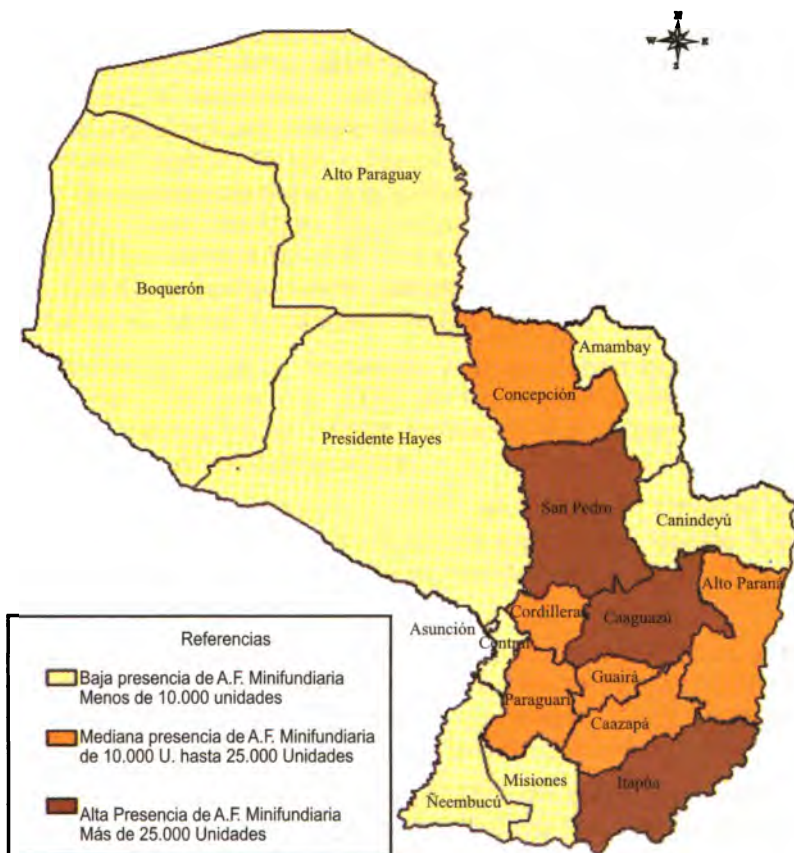 N
W E
S
Alto Paraguay
Boquerón
Amambay
Concepción
Presidente Hayes
San Pedro
Canindeyú
Alto Paraná
Cordillera
Caaguazú
Asunción
Central
Guairá
Paraguarí
Caazapá
Itapúa
Misiones
Ñeembucú
Referencias
Baja presencia de A.F. Minifundiaria
Menos de 10.000 unidades
Mediana presencia de A.F. Minifundiaria
de 10.000 U. hasta 25.000 Unidades
Alta Presencia de A.F. Minifundiaria
Más de 25.000 Unidades